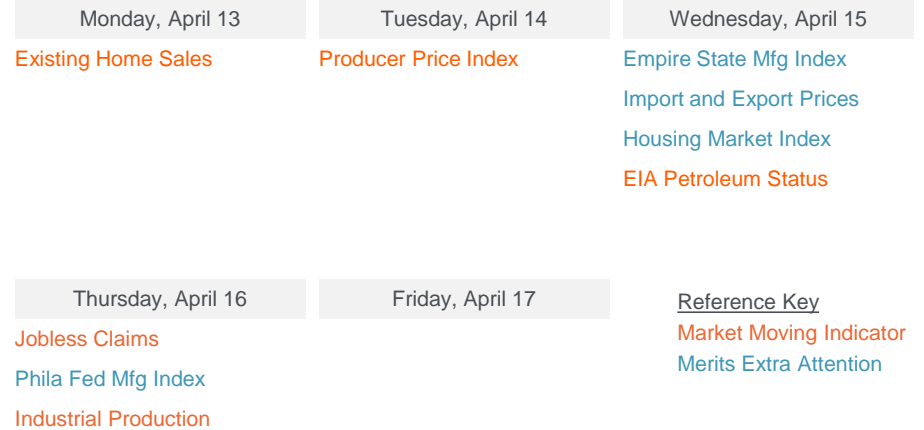 Monday, April 13
Existing Home Sales
Tuesday, April 14
Producer Price Index
Wednesday, April 15
Empire State Mfg Index
Import and Export Prices
Housing Market Index
EIA Petroleum Status
Thursday, April 16
Jobless Claims
Phila Fed Mfg Index
Industrial Production
Friday, April 17
Reference Key
Market Moving Indicator
Merits Extra Attention